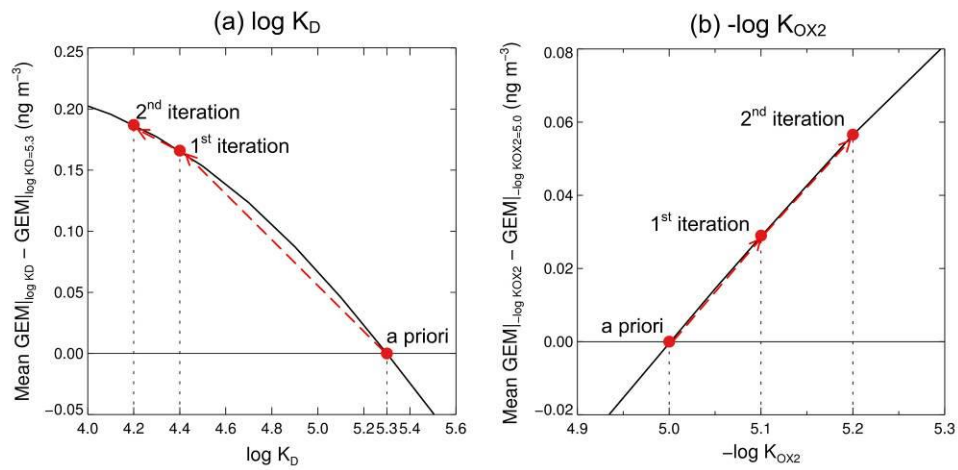 (a) log K_D
Mean GEM|log KD − GEM|log KD=5.3 (ng m⁻³)
0.25
0.20
0.15
0.10
0.05
0.00
−0.05
2nd iteration
1st iteration
a priori
4.0 4.2 4.4 4.6 4.8 5.0 5.2 5.3 5.4 5.6
log K_D
(b) -log K_OX2
Mean GEM|−log KOX2 − GEM|−log KOX2=5.0 (ng m⁻³)
0.08
0.06
0.04
0.02
0.00
−0.02
2nd iteration
1st iteration
a priori
4.9 5.0 5.1 5.2 5.3
−log K_OX2